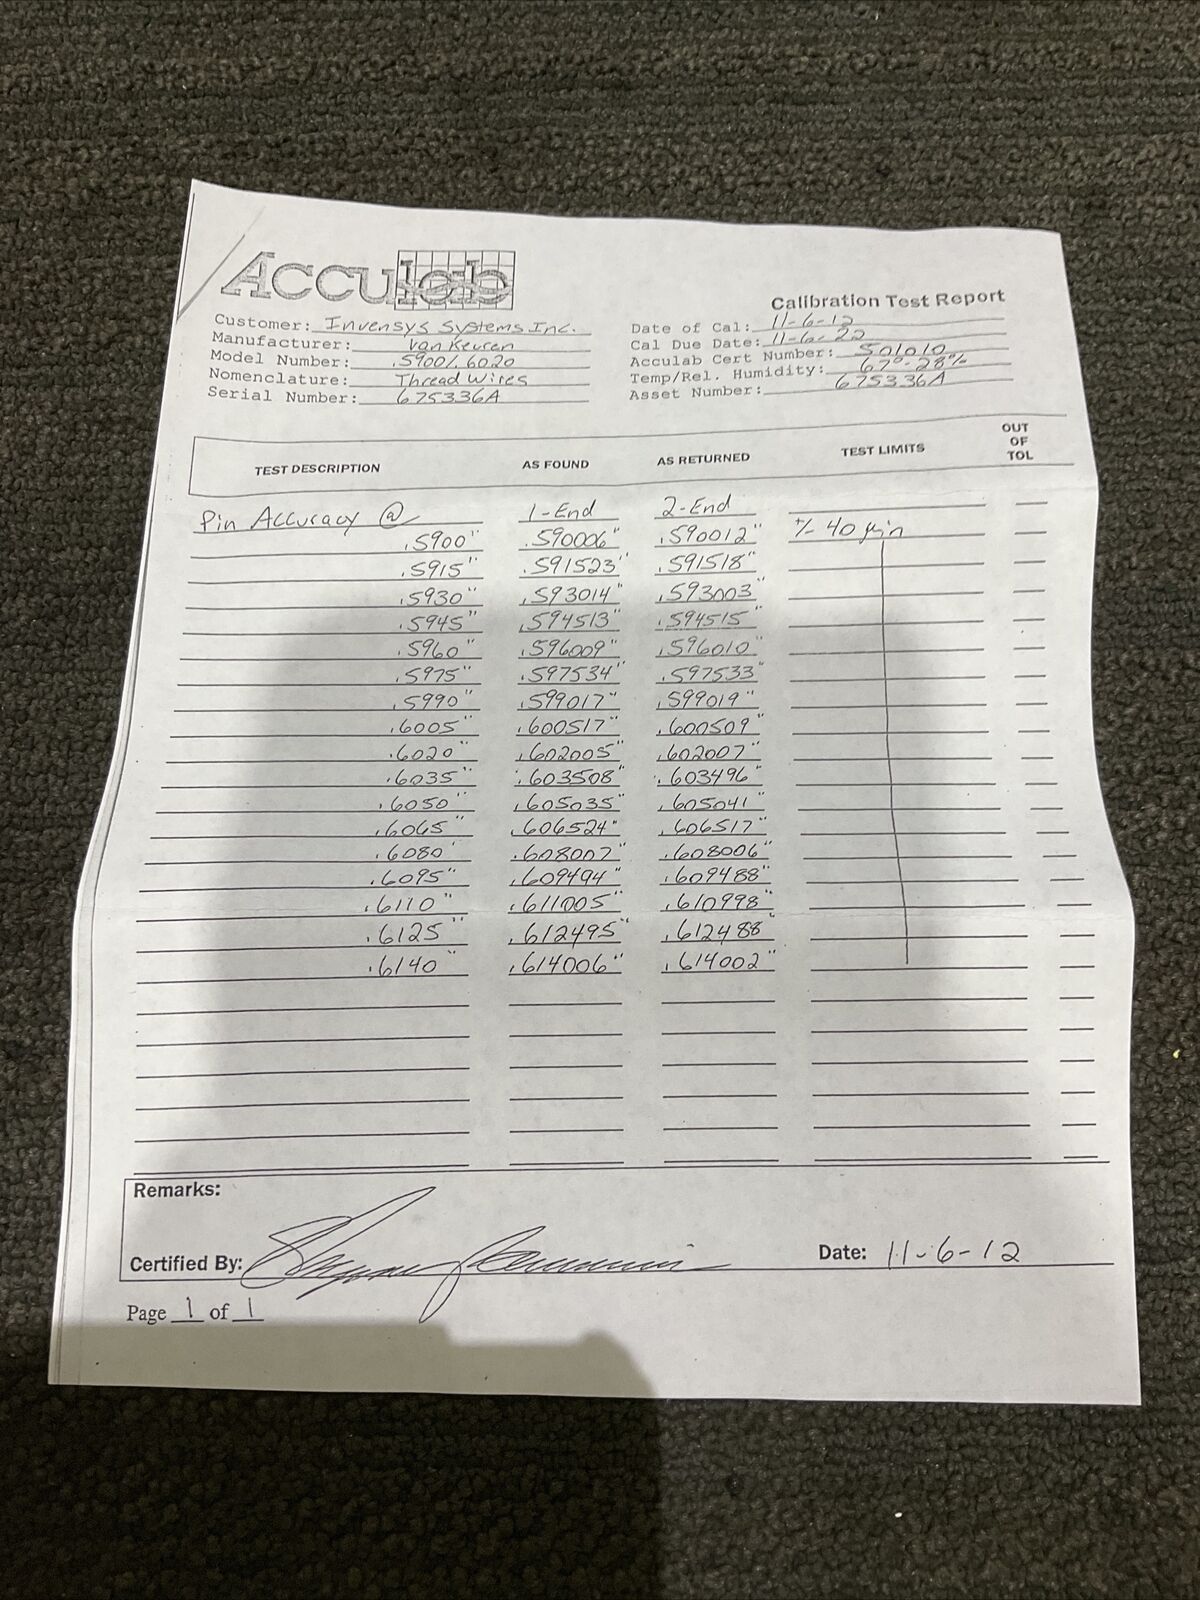 Acculab
Calibration Test Report
Customer: Invensys Systems Inc.
Manufacturer: Van Keuren
Model Number: .5900/.6020
Nomenclature: Thread Wires
Serial Number: 675336A
Date of Cal: 11-6-12
Cal Due Date: 11-6-22
Acculab Cert Number: 501010
Temp/Rel. Humidity: 67°-28%
Asset Number: 675336A
TEST DESCRIPTION AS FOUND AS RETURNED TEST LIMITS OUT OF TOL
Pin Accuracy @ 1-End 2-End
.5900" .590006" .590012" +/- 40 µin
.5915" .591523" .591518"
.5930" .593014" .593003"
.5945" .594513" .594515"
.5960" .596009" .596010"
.5975" .597534" .597533"
.5990" .599017" .599019"
.6005" .600517" .600509"
.6020" .602005" .602007"
.6035" .603508" .603496"
.6050" .605035" .605041"
.6065" .606524" .606517"
.6080" .608007" .608006"
.6095" .609494" .609488"
.6110" .611005" .610998"
.6125" .612495" .612488"
.6140" .614006" .614002"
Remarks:
Certified By:
Date: 11-6-12
Page 1 of 1